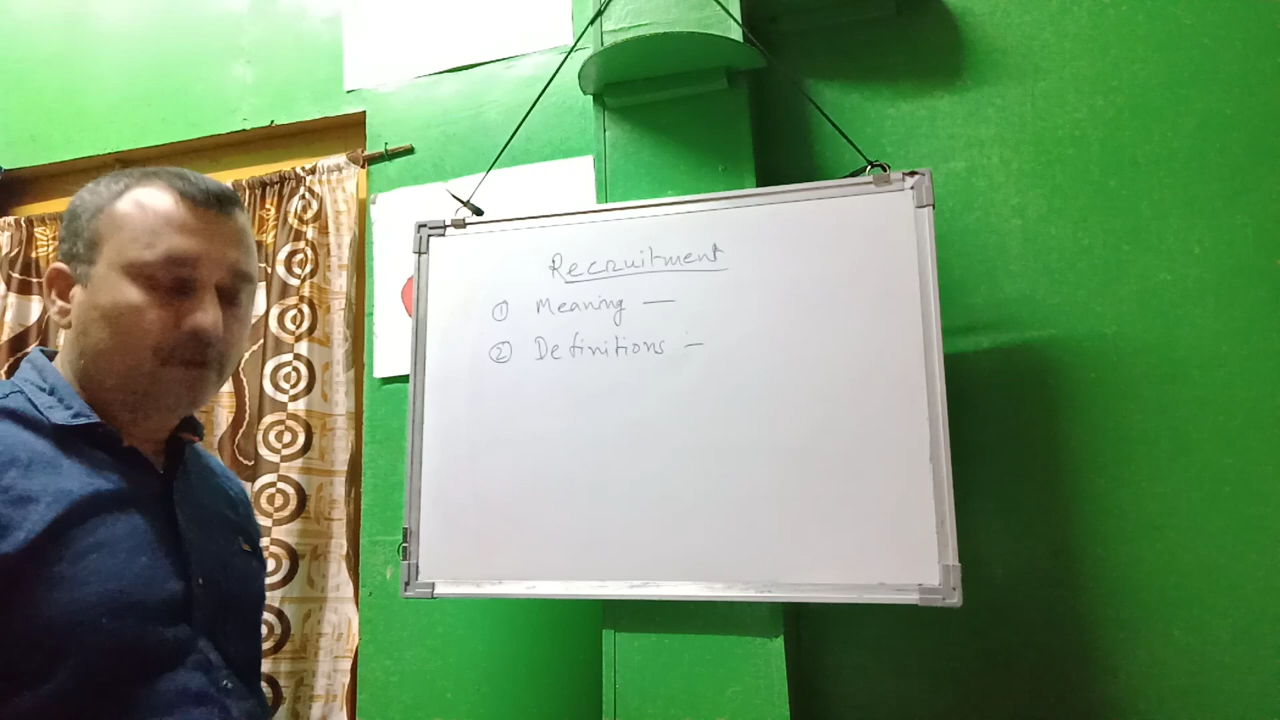 Recruitment
① Meaning —
② Definitions :-